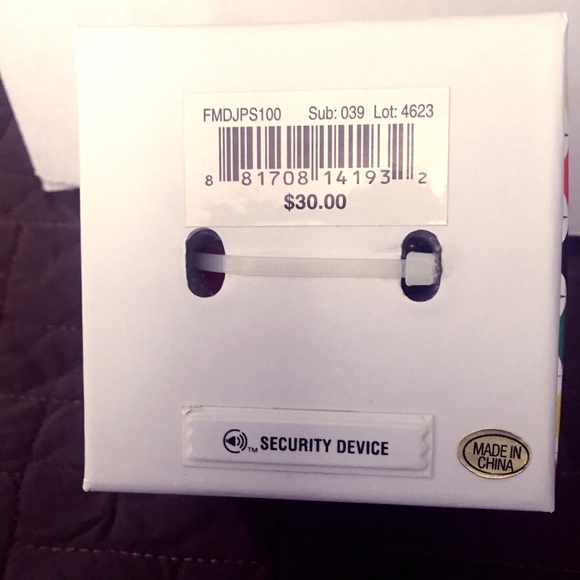 FMDJPS100 Sub: 039 Lot: 4623
8 81708 14193 2
$30.00
TM SECURITY DEVICE
MADE IN
CHINA